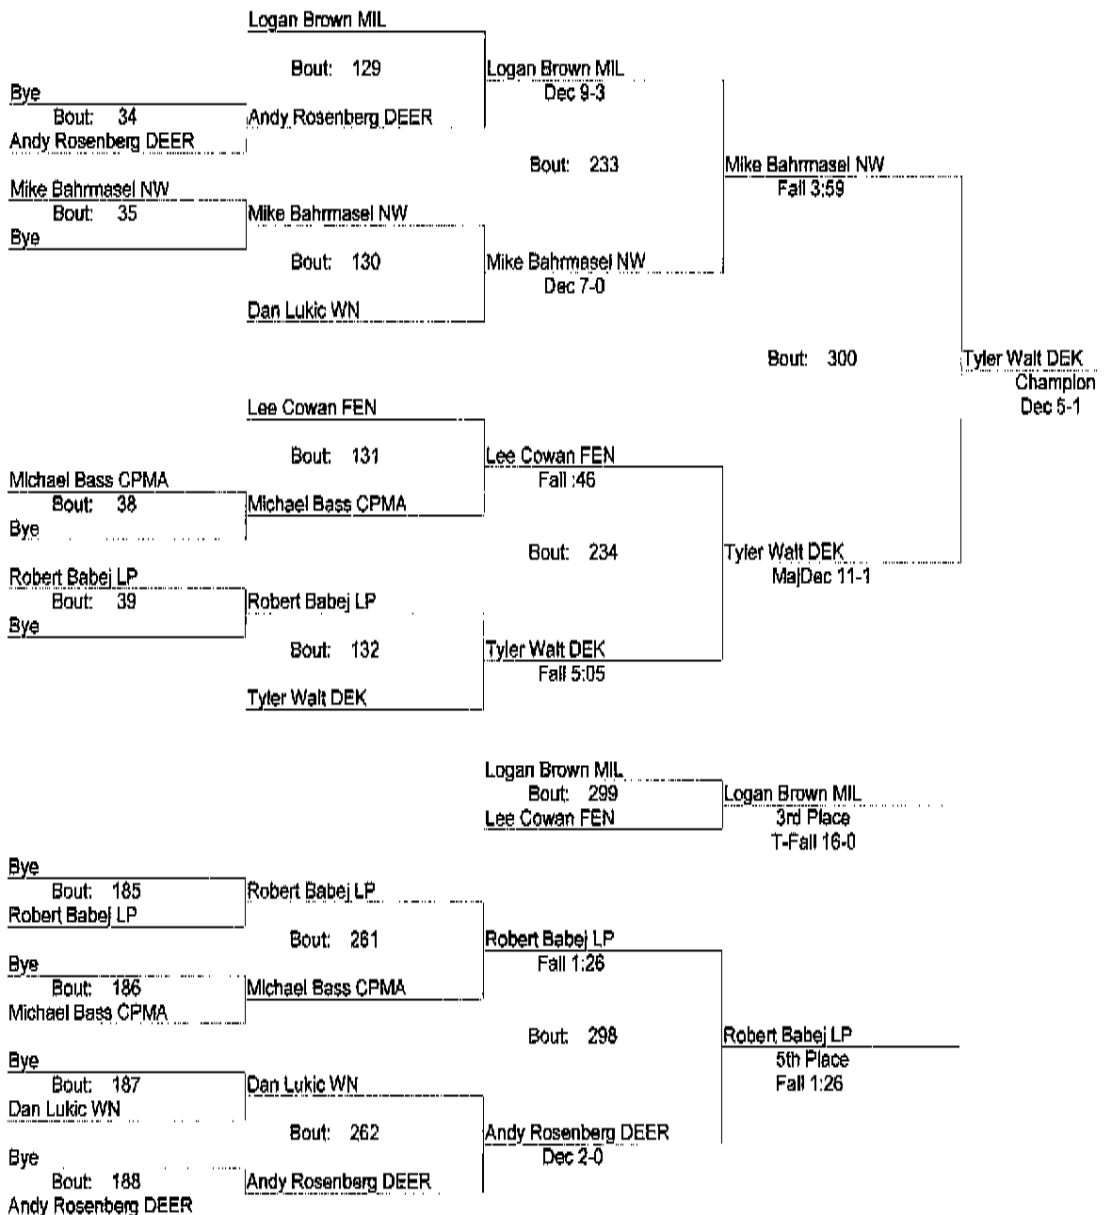 Logan Brown MIL
Bout: 129
Logan Brown MIL
Dec 9-3
Bye
Bout: 34
Andy Rosenberg DEER
Andy Rosenberg DEER
Bout: 233
Mike Bahrmasel NW
Fall 3:59
Mike Bahrmasel NW
Bout: 35
Bye
Mike Bahrmasel NW
Bout: 130
Mike Bahrmasel NW
Dec 7-0
Dan Lukic WN
Bout: 300
Tyler Walt DEK
Champion
Dec 5-1
Lee Cowan FEN
Bout: 131
Lee Cowan FEN
Fall :46
Michael Bass CPMA
Bout: 38
Bye
Michael Bass CPMA
Bout: 234
Tyler Walt DEK
MajDec 11-1
Robert Babej LP
Bout: 39
Bye
Robert Babej LP
Bout: 132
Tyler Walt DEK
Fall 5:05
Tyler Walt DEK
Logan Brown MIL
Bout: 299
Lee Cowan FEN
Logan Brown MIL
3rd Place
T-Fall 16-0
Bye
Bout: 185
Robert Babej LP
Robert Babej LP
Bout: 261
Robert Babej LP
Fall 1:26
Bye
Bout: 186
Michael Bass CPMA
Michael Bass CPMA
Bout: 298
Robert Babej LP
5th Place
Fall 1:26
Bye
Bout: 187
Dan Lukic WN
Dan Lukic WN
Bout: 262
Andy Rosenberg DEER
Dec 2-0
Bye
Bout: 188
Andy Rosenberg DEER
Andy Rosenberg DEER